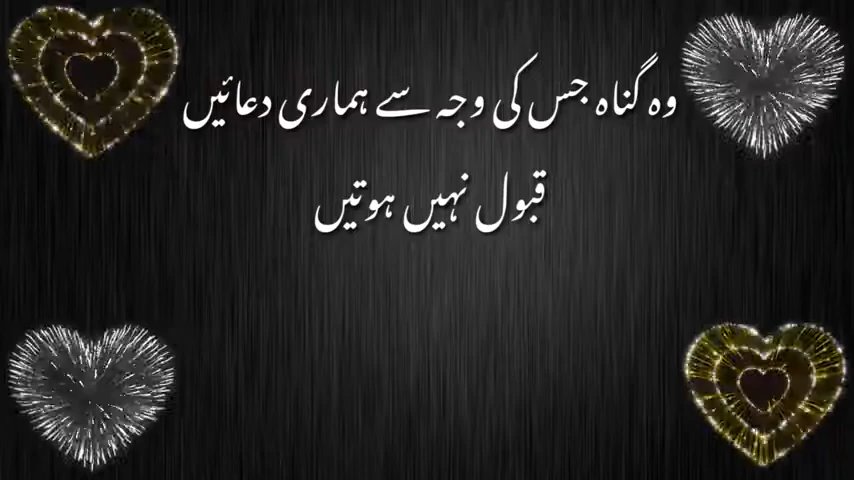 وہ گناہ جس کی وجہ سے ہماری دعائیں
قبول نہیں ہوتیں